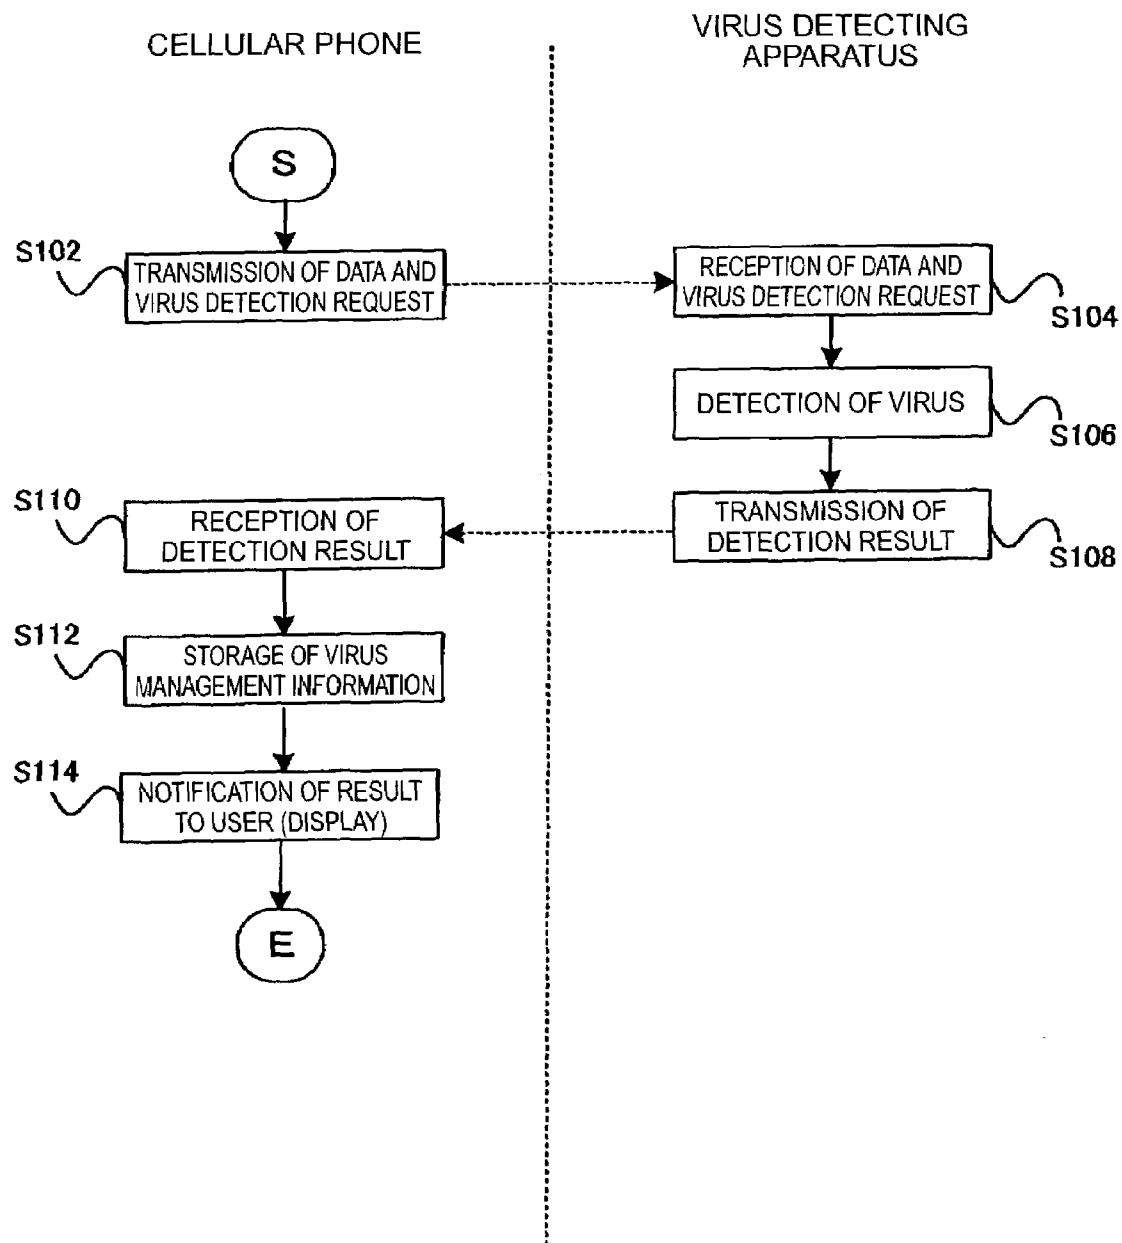 CELLULAR PHONE
VIRUS DETECTING
APPARATUS
S
S102
TRANSMISSION OF DATA AND
VIRUS DETECTION REQUEST
RECEPTION OF DATA AND
VIRUS DETECTION REQUEST
S104
DETECTION OF VIRUS
S106
S110
RECEPTION OF
DETECTION RESULT
TRANSMISSION OF
DETECTION RESULT
S108
S112
STORAGE OF VIRUS
MANAGEMENT INFORMATION
S114
NOTIFICATION OF RESULT
TO USER (DISPLAY)
E